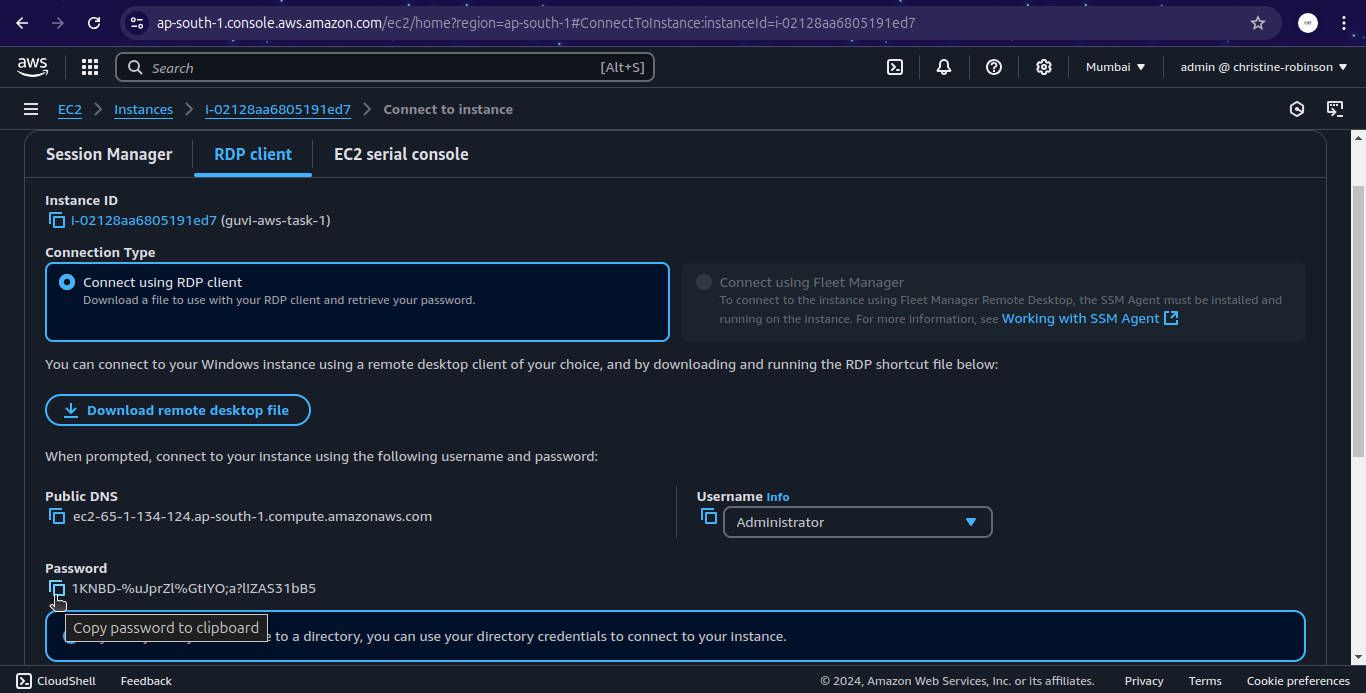 ap-south-1.console.aws.amazon.com/ec2/home?region=ap-south-1#ConnectToInstance:instanceId=i-02128aa6805191ed7
aws
Search [Alt+S]
Mumbai
admin @ christine-robinson
EC2 > Instances > i-02128aa6805191ed7 > Connect to instance
Session Manager
RDP client
EC2 serial console
Instance ID
i-02128aa6805191ed7 (guvi-aws-task-1)
Connection Type
Connect using RDP client
Download a file to use with your RDP client and retrieve your password.
Connect using Fleet Manager
To connect to the instance using Fleet Manager Remote Desktop, the SSM Agent must be installed and
running on the instance. For more information, see Working with SSM Agent
You can connect to your Windows instance using a remote desktop client of your choice, and by downloading and running the RDP shortcut file below:
Download remote desktop file
When prompted, connect to your instance using the following username and password:
Public DNS
ec2-65-1-134-124.ap-south-1.compute.amazonaws.com
Username Info
Administrator
Password
1KNBD-%uJprZl%GtIYO;a?l!ZAS31bB5
Copy password to clipboard
to a directory, you can use your directory credentials to connect to your instance.
CloudShell
Feedback
© 2024, Amazon Web Services, Inc. or its affiliates.
Privacy
Terms
Cookie preferences